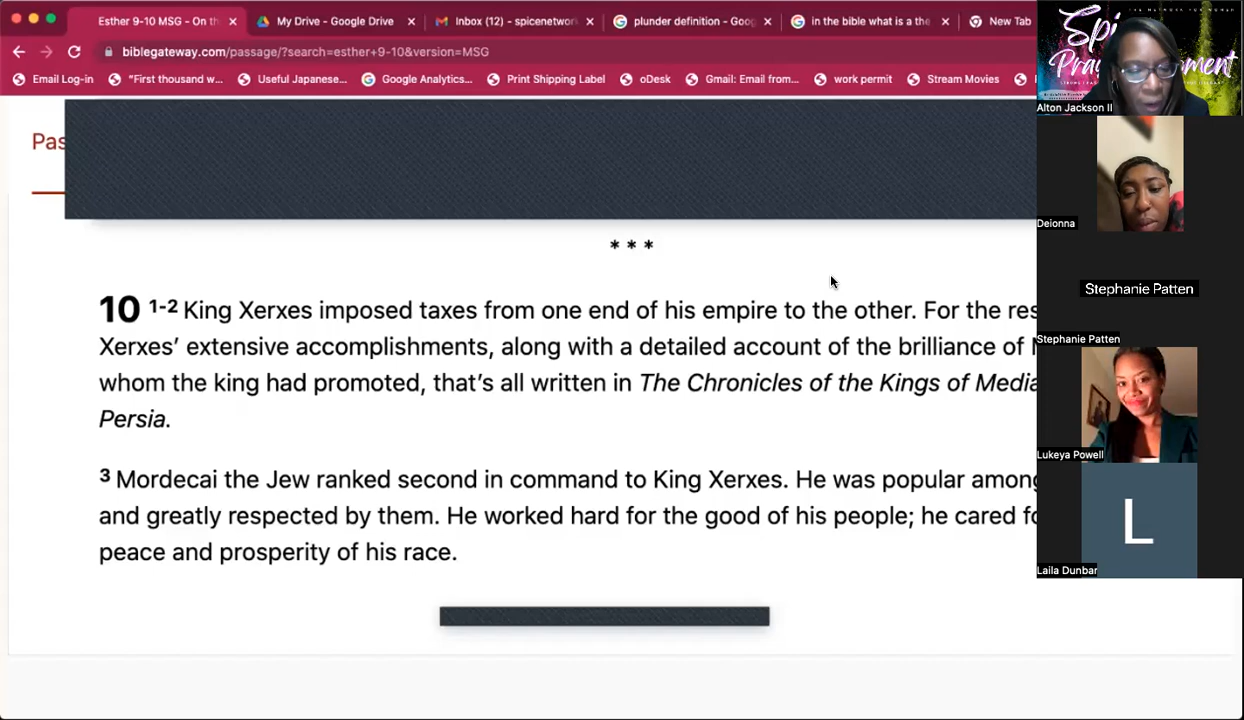 Esther 9-10 MSG - On th
My Drive - Google Drive
Inbox (12) - spicenetwor
plunder definition - Goo
in the bible what is a the
New Tab
biblegateway.com/passage/?search=esther+9-10&version=MSG
Email Log-in
"First thousand w...
Useful Japanese...
Google Analytics...
Print Shipping Label
oDesk
Gmail: Email from...
work permit
Stream Movies
Pas
* * *
10 1-2 King Xerxes imposed taxes from one end of his empire to the other. For the res
Xerxes' extensive accomplishments, along with a detailed account of the brilliance of M
whom the king had promoted, that's all written in The Chronicles of the Kings of Media
Persia.
3 Mordecai the Jew ranked second in command to King Xerxes. He was popular among
and greatly respected by them. He worked hard for the good of his people; he cared fo
peace and prosperity of his race.
Alton Jackson II
Deionna
Stephanie Patten
Stephanie Patten
Lukeya Powell
L
Laila Dunbar